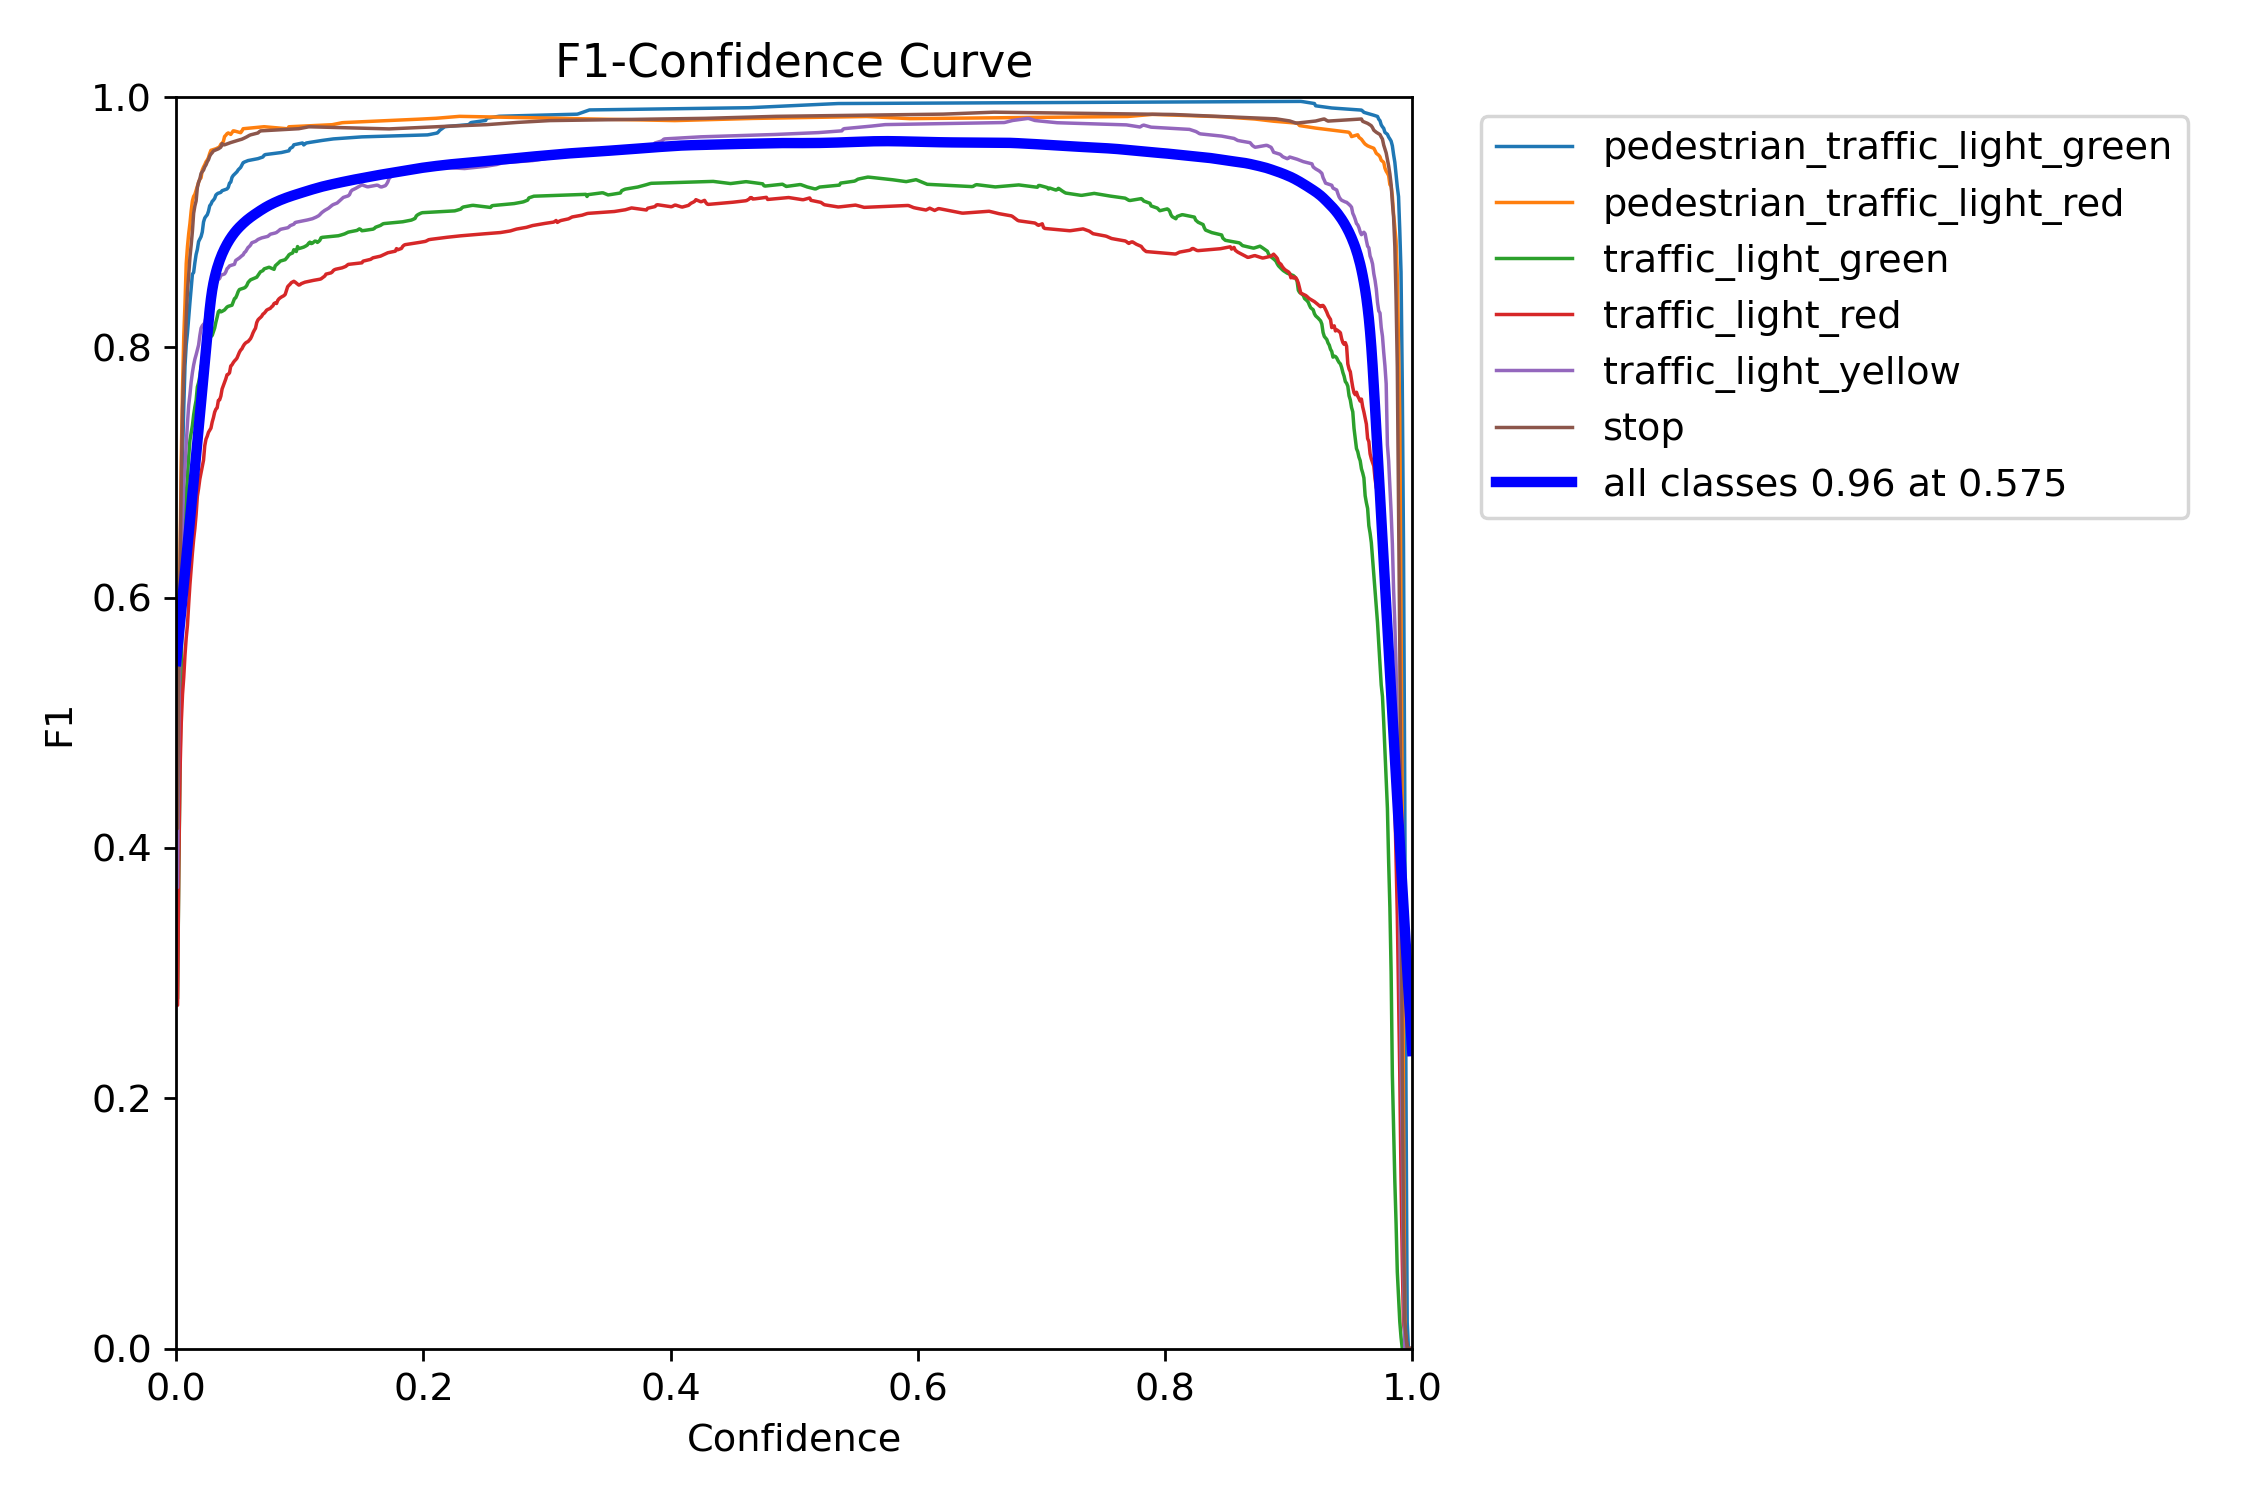 F1-Confidence Curve
1.0
0.8
0.6
0.4
0.2
0.0
F1
0.0 0.2 0.4 0.6 0.8 1.0
Confidence
pedestrian_traffic_light_green
pedestrian_traffic_light_red
traffic_light_green
traffic_light_red
traffic_light_yellow
stop
all classes 0.96 at 0.575